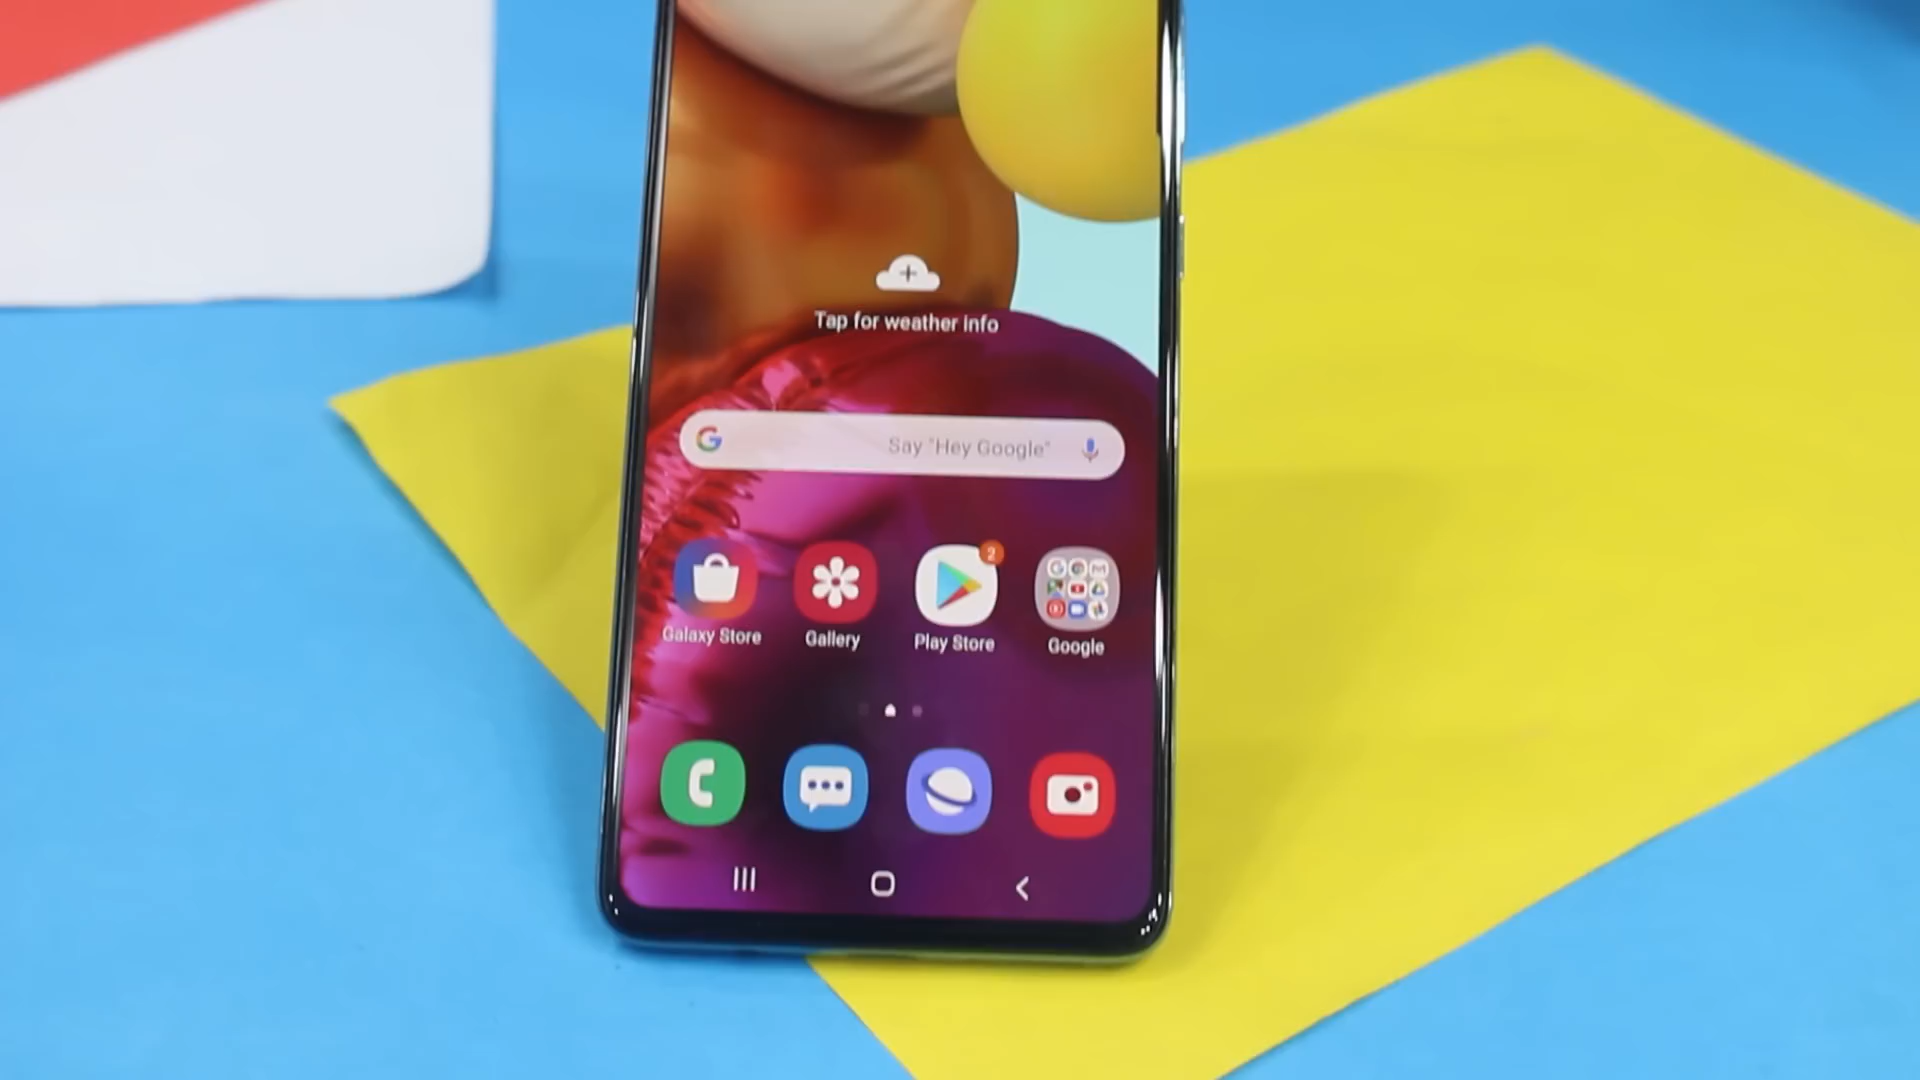 Tap for weather info
Say "Hey Google"
2
Galaxy Store
Gallery
Play Store
Google